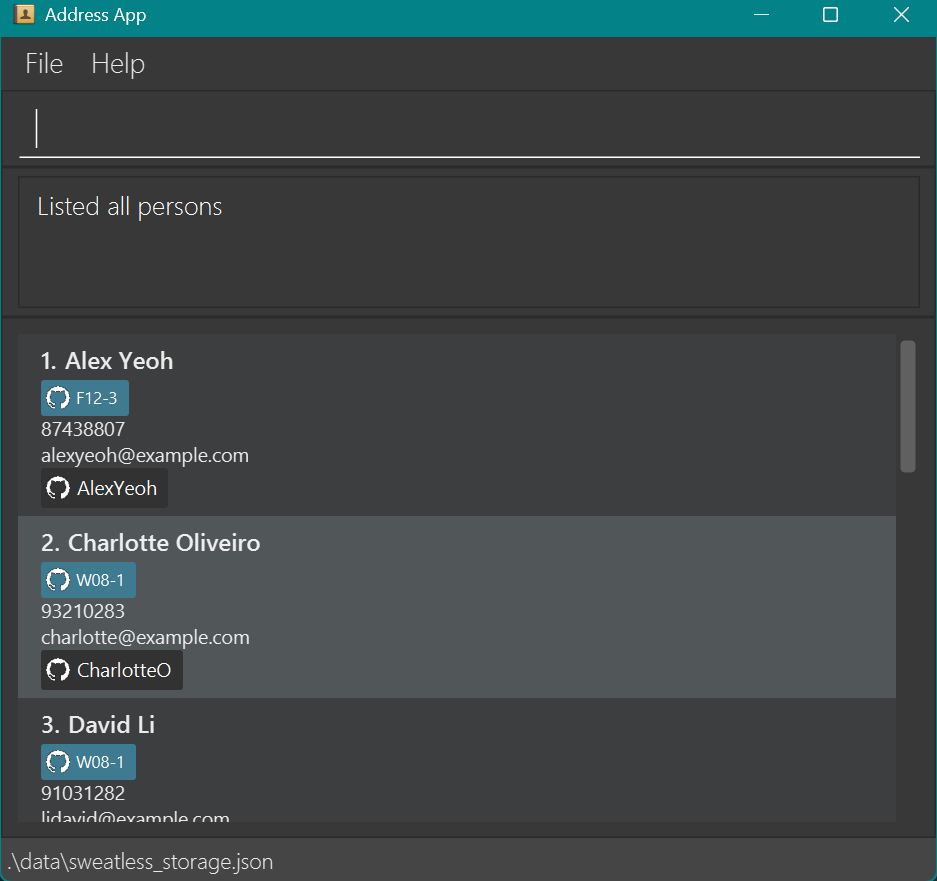 Address App
File Help
Listed all persons
1. Alex Yeoh
F12-3
87438807
alexyeoh@example.com
AlexYeoh
2. Charlotte Oliveiro
W08-1
93210283
charlotte@example.com
CharlotteO
3. David Li
W08-1
91031282
lidavid@example.com
.\data\sweatless_storage.json